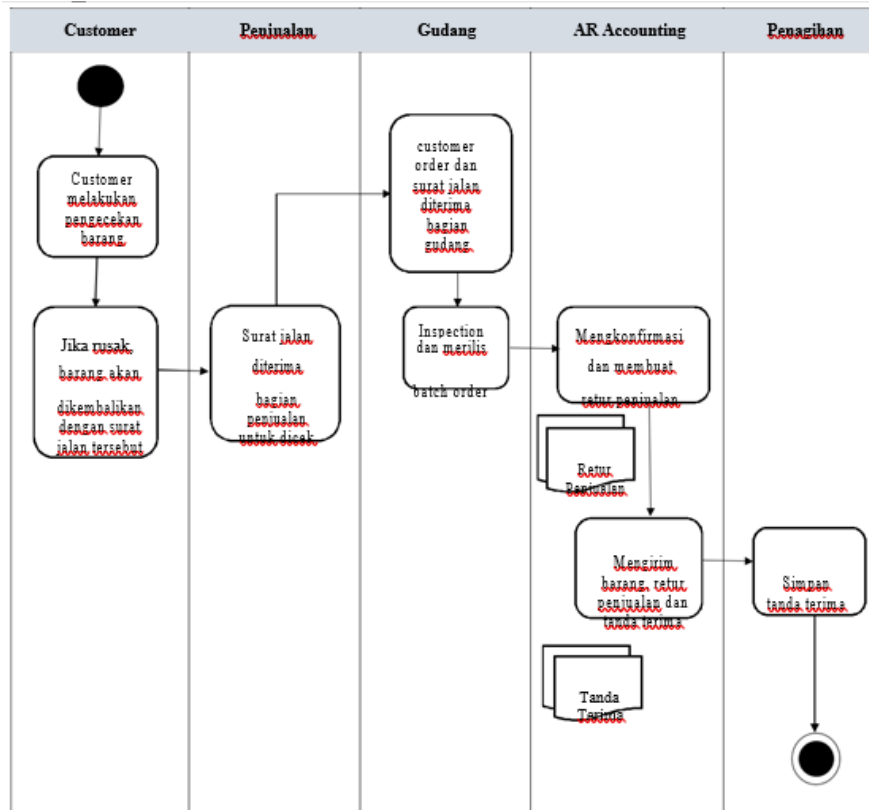 Customer
Penjualan
Gudang
AR Accounting
Penagihan
Customer
melakukan
pengecekan
barang
Jika rusak,
barang akan
dikembalikan
dengan surat
jalan tersebut
Surat jalan
diterima
bagian
penjualan
untuk dicek
customer
order dan
surat jalan
diterima
bagian
gudang
Inspection
dan merilis
batch order
Mengkonfirmasi
dan membuat
retur penjualan
Retur
Penjualan
Mengirim
barang, retur
penjualan dan
tanda terima
Tanda
Terima
Simpan
tanda terima